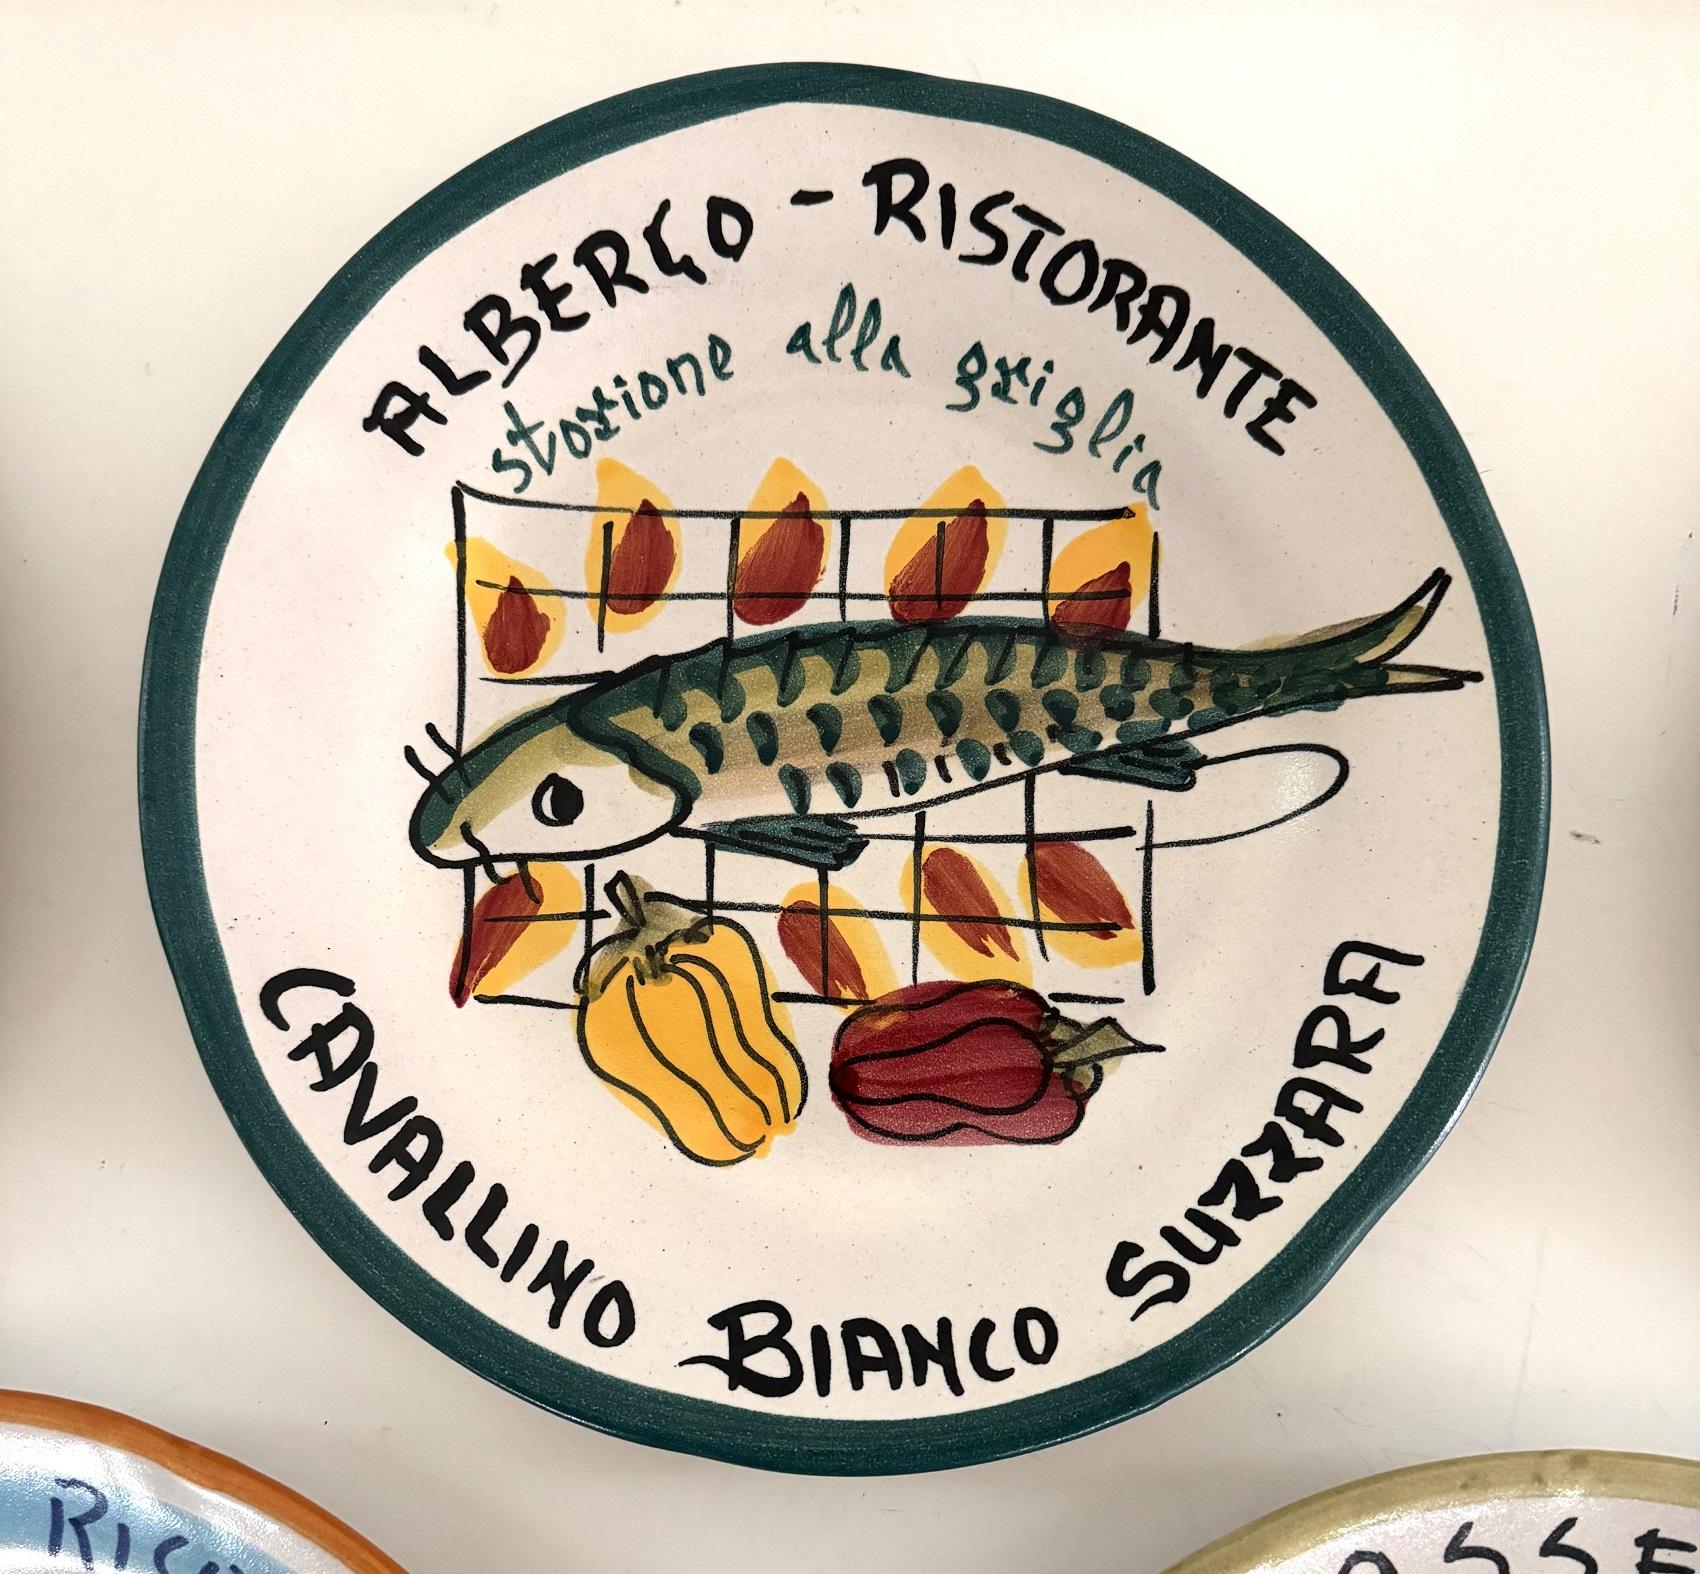 ALBERGO - RISTORANTE
storione alla griglia
CAVALLINO BIANCO SUZZARA